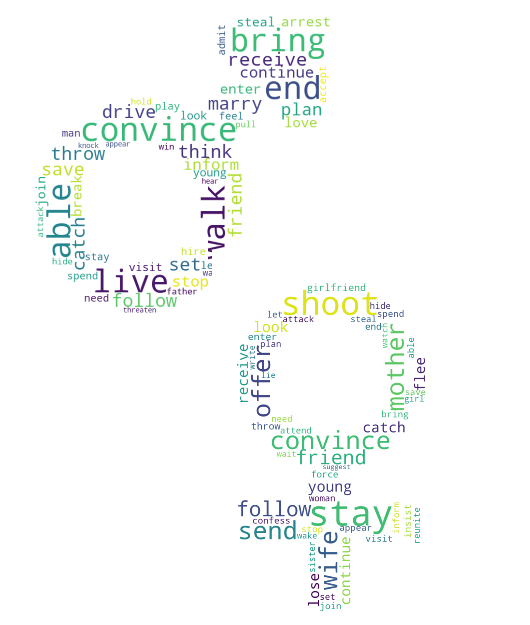 steal arrest
admit
bring
receive
continue
accept
enter
end
marry
plan
love
hold
play
drive
look
feel
pull
convince
man
knock
appear
win
think
throw
inform
save
young
hear
join
break
able
attack
catch
walk
friend
hide
stay
spend
hire
set
le
wa
visit
live
stop
father
need
follow
threaten
girlfriend
shoot
hide
let
attack
spend
steal
look
end
enter
plan
watch
able
write
receive
offer
lie
mother
flee
save
girl
bring
need
throw
attend
catch
convince
wait
friend
suggest
force
young
woman
follow
stay
inform
insist
confess
appear
send
stop
wake
visit
reunite
sister
wife
continue
lose
set
join